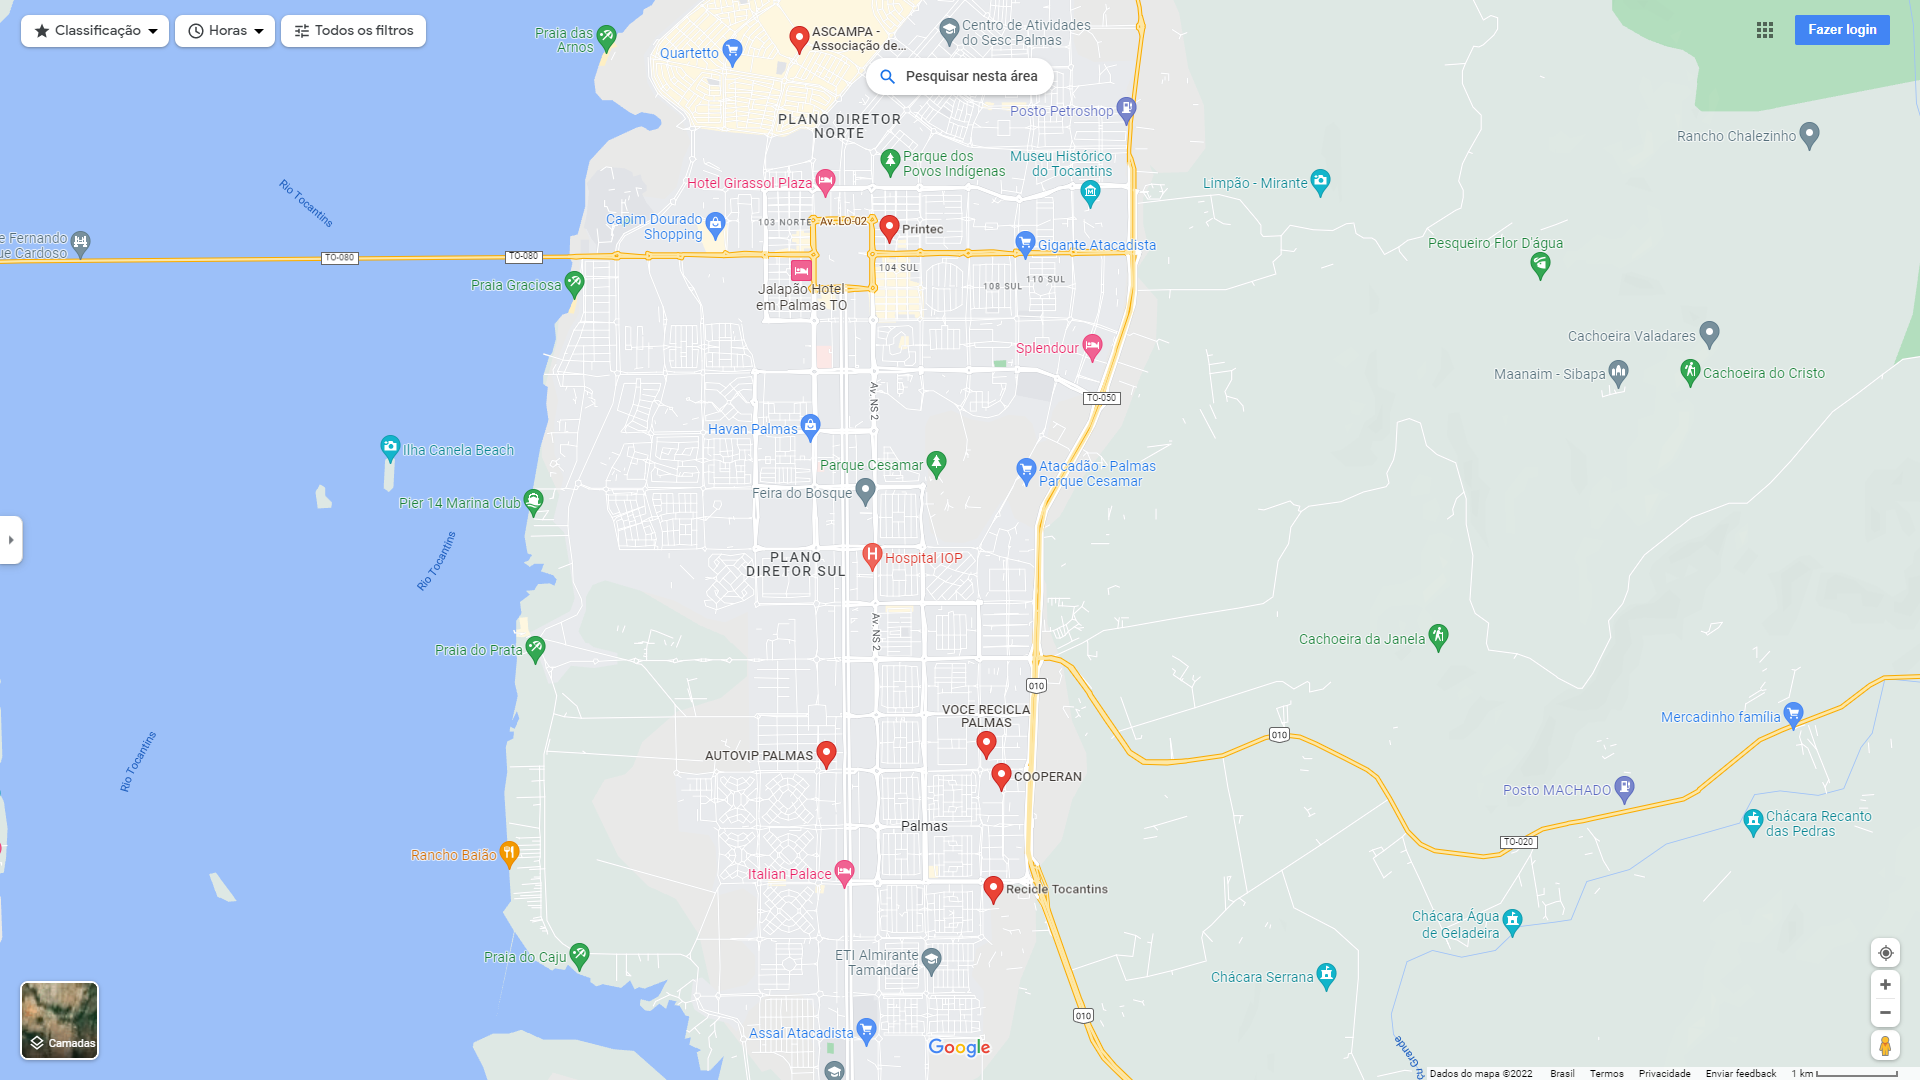 Classificação
Horas
Todos os filtros
Praia das
Arnos
Quartetto
ASCAMPA -
Associação de...
Centro de Atividades
do Sesc Palmas
Fazer login
Pesquisar nesta área
Posto Petroshop
PLANO DIRETOR
NORTE
Rancho Chalezinho
Parque dos
Povos Indígenas
Museu Histórico
do Tocantins
Hotel Girassol Plaza
Limpão - Mirante
Rio Tocantins
Capim Dourado
Shopping
103 NORTE
Av. LO-02
Printec
e Fernando
ue Cardoso
Gigante Atacadista
Pesqueiro Flor D'água
TO-080
TO-080
104 SUL
110 SUL
108 SUL
Praia Graciosa
Jalapão Hotel
em Palmas TO
Cachoeira Valadares
Splendour
Maanaim - Sibapa
Cachoeira do Cristo
TO-050
Av. NS 2
Havan Palmas
Ilha Canela Beach
Parque Cesamar
Atacadão - Palmas
Parque Cesamar
Feira do Bosque
Pier 14 Marina Club
Rio Tocantins
PLANO
DIRETOR SUL
Hospital IOP
Av. NS 2
Cachoeira da Janela
Praia do Prata
010
VOCE RECICLA
PALMAS
Mercadinho família
010
Rio Tocantins
AUTOVIP PALMAS
COOPERAN
Posto MACHADO
Chácara Recanto
das Pedras
Palmas
TO-020
Rancho Baião
Italian Palace
Recicle Tocantins
Chácara Água
de Geladeira
Praia do Caju
ETI Almirante
Tamandaré
Chácara Serrana
010
Assaí Atacadista
Camadas
Google
Dados do mapa ©2022
Brasil
Termos
Privacidade
Enviar feedback
1 km